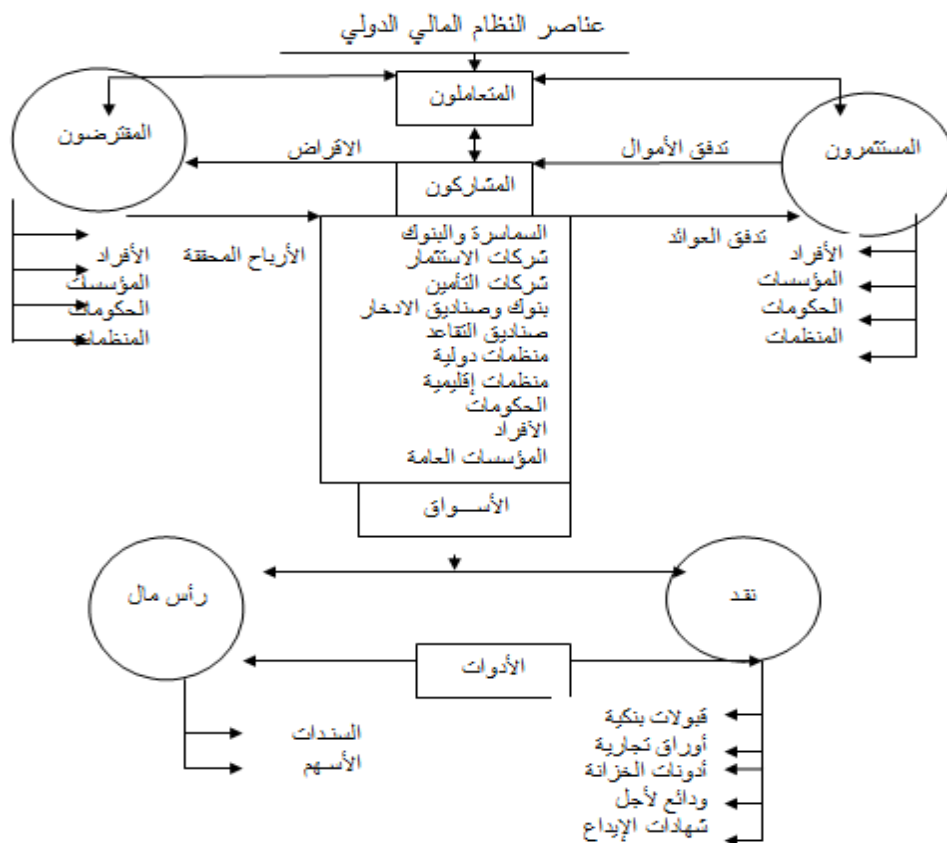 عناصر النظام المالي الدولي
المتعاملون
المستثمرون
المقترضون
تدفق الأموال
الاقراض
المشاركون
تدفق العوائد
الأرباح المحققة
السماسرة والبنوك
شركات الاستثمار
شركات التأمين
بنوك وصناديق الادخار
صناديق التقاعد
منظمات دولية
منظمات إقليمية
الحكومات
الأفراد
المؤسسات العامة
الأفراد
المؤسسات
الحكومات
المنظمات
الأفراد
المؤسسات
الحكومات
المنظمات
الأســـواق
نقد
رأس مال
الأدوات
قبولات بنكية
أوراق تجارية
أدونات الخزانة
ودائع لأجل
شهادات الإيداع
السندات
الأسهم